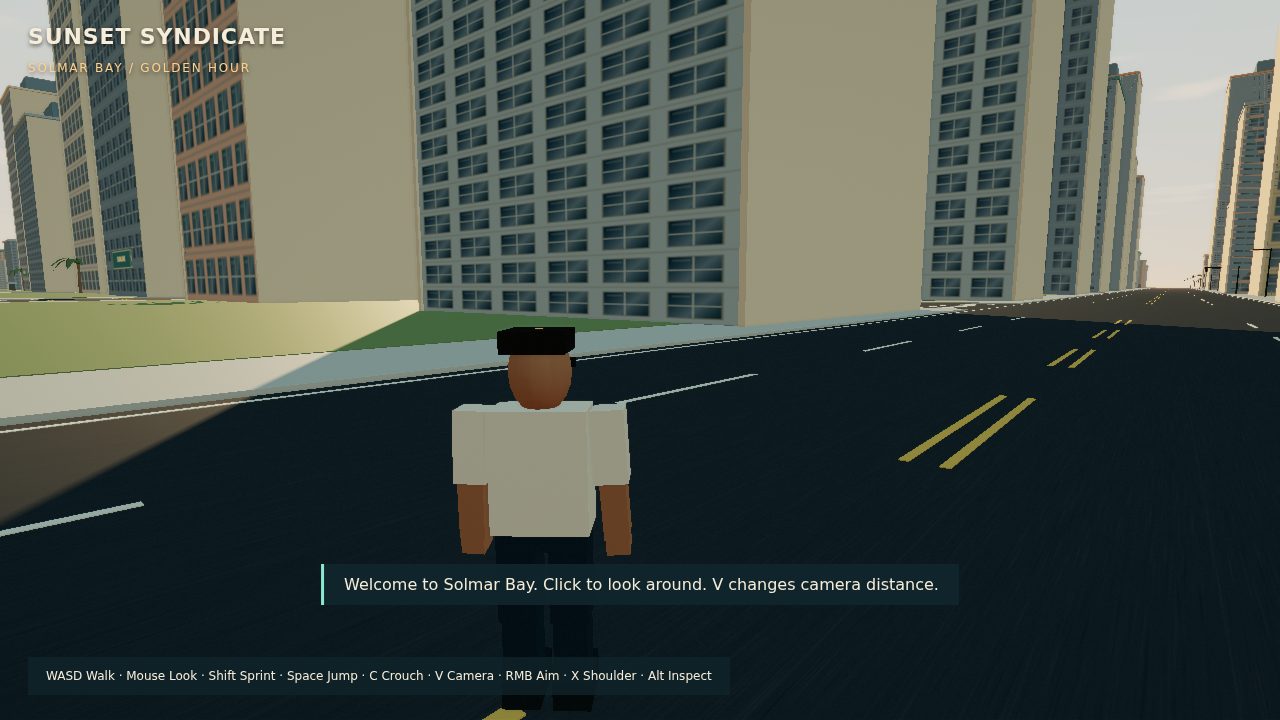 SUNSET SYNDICATE
SOLMAR BAY / GOLDEN HOUR
Welcome to Solmar Bay. Click to look around. V changes camera distance.
WASD Walk · Mouse Look · Shift Sprint · Space Jump · C Crouch · V Camera · RMB Aim · X Shoulder · Alt Inspect